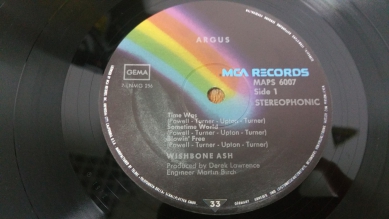 ARGUS
GEMA
MCA RECORDS
MAPS 6007
Side 1
STEREOPHONIC
Time Was
(Powell - Turner - Upton - Turner)
Sometime World
(Powell - Turner - Upton - Turner)
Blowin' Free
(Powell - Turner - Upton - Turner)
WISHBONE ASH
Produced by Derek Lawrence
Engineer Martin Birch
33